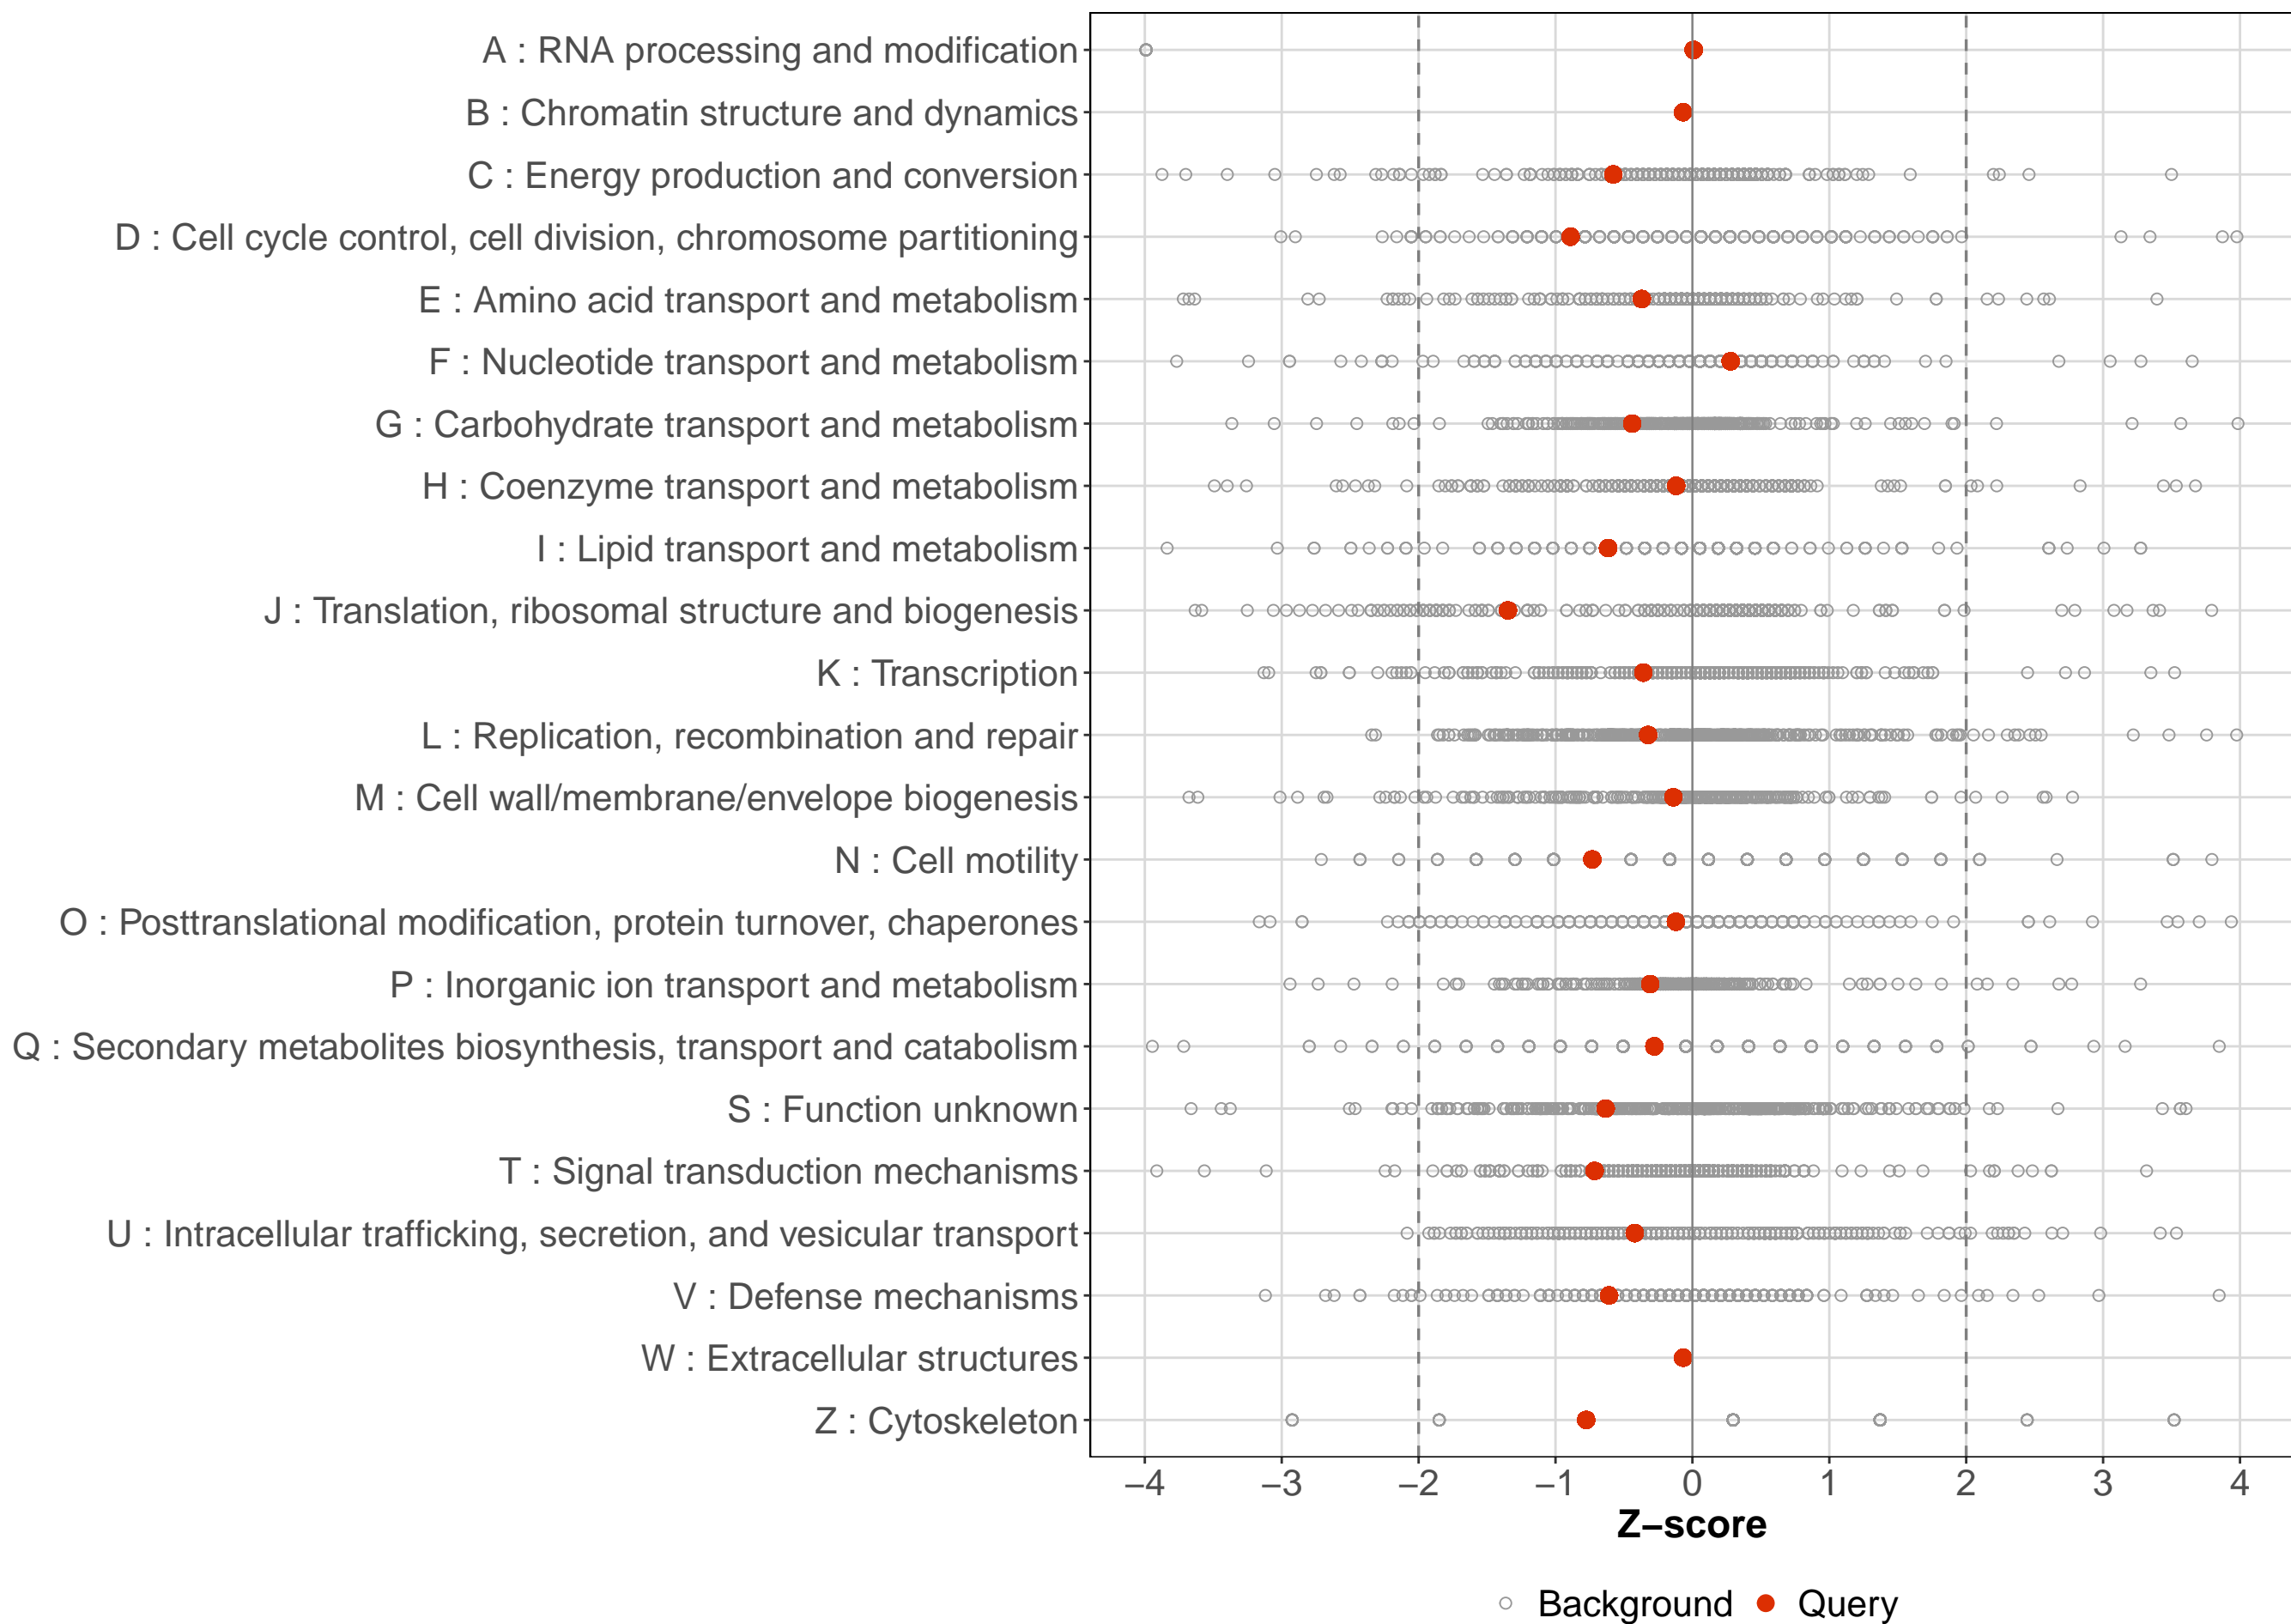 A : RNA processing and modification
B : Chromatin structure and dynamics
C : Energy production and conversion
D : Cell cycle control, cell division, chromosome partitioning
E : Amino acid transport and metabolism
F : Nucleotide transport and metabolism
G : Carbohydrate transport and metabolism
H : Coenzyme transport and metabolism
I : Lipid transport and metabolism
J : Translation, ribosomal structure and biogenesis
K : Transcription
L : Replication, recombination and repair
M : Cell wall/membrane/envelope biogenesis
N : Cell motility
O : Posttranslational modification, protein turnover, chaperones
P : Inorganic ion transport and metabolism
Q : Secondary metabolites biosynthesis, transport and catabolism
S : Function unknown
T : Signal transduction mechanisms
U : Intracellular trafficking, secretion, and vesicular transport
V : Defense mechanisms
W : Extracellular structures
Z : Cytoskeleton
−4 −3 −2 −1 0 1 2 3 4
Z−score
Background Query